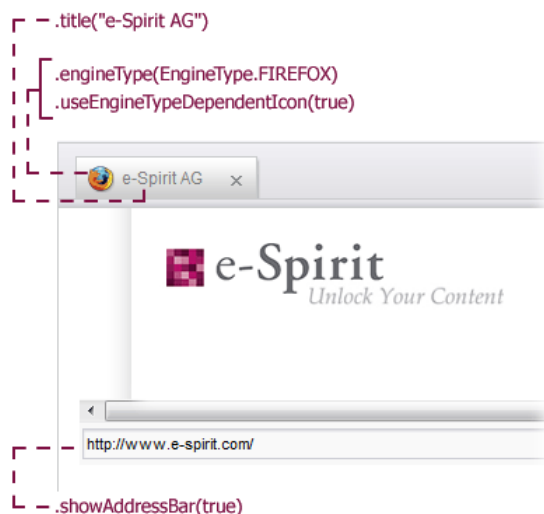 .title("e-Spirit AG")
.engineType(EngineType.FIREFOX)
.useEngineTypeDependentIcon(true)
e-Spirit AG
e-Spirit
Unlock Your Content
http://www.e-spirit.com/
.showAddressBar(true)